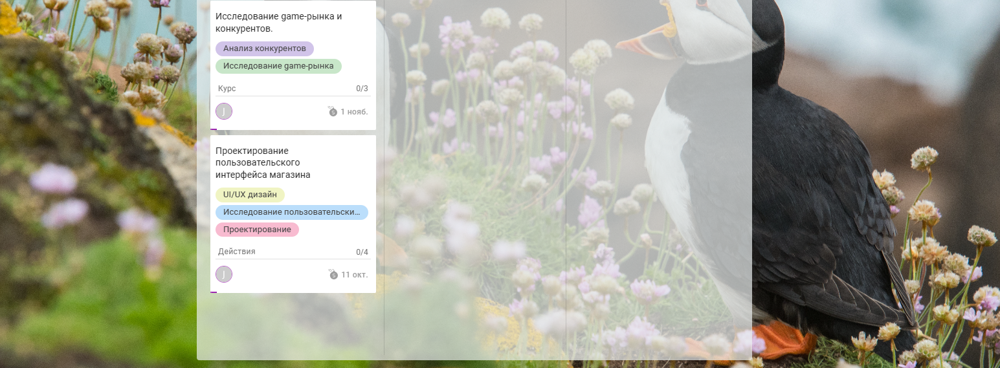 Исследование game-рынка и
конкурентов.
Анализ конкурентов
Исследование game-рынка
Курс 0/3
J 1 нояб.
Проектирование
пользовательского
интерфейса магазина
UI/UX дизайн
Исследование пользовательски...
Проектирование
Действия 0/4
J 11 окт.